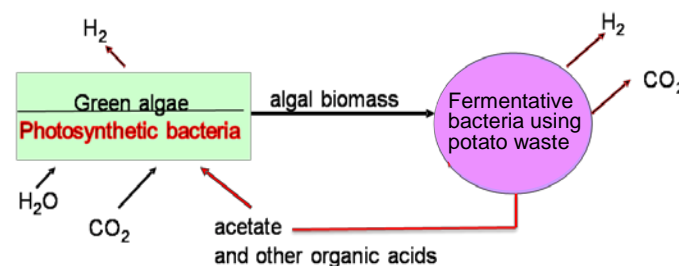 H₂
H₂
CO₂
Green algae
Photosynthetic bacteria
algal biomass
Fermentative
bacteria using
potato waste
H₂O
CO₂
acetate
and other organic acids